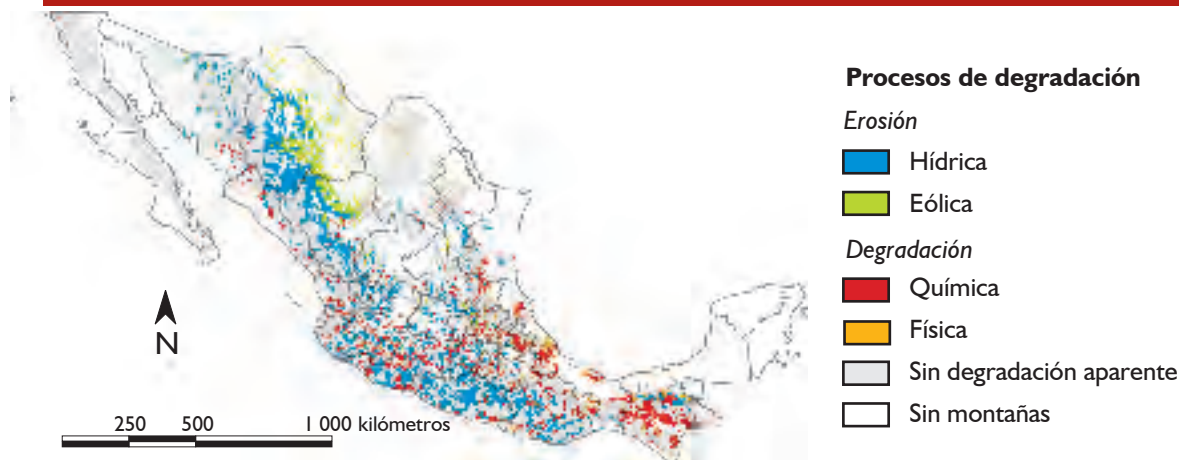 Procesos de degradación
Erosión
Hídrica
Eólica
Degradación
Química
Física
Sin degradación aparente
Sin montañas
N
250 500 1 000 kilómetros